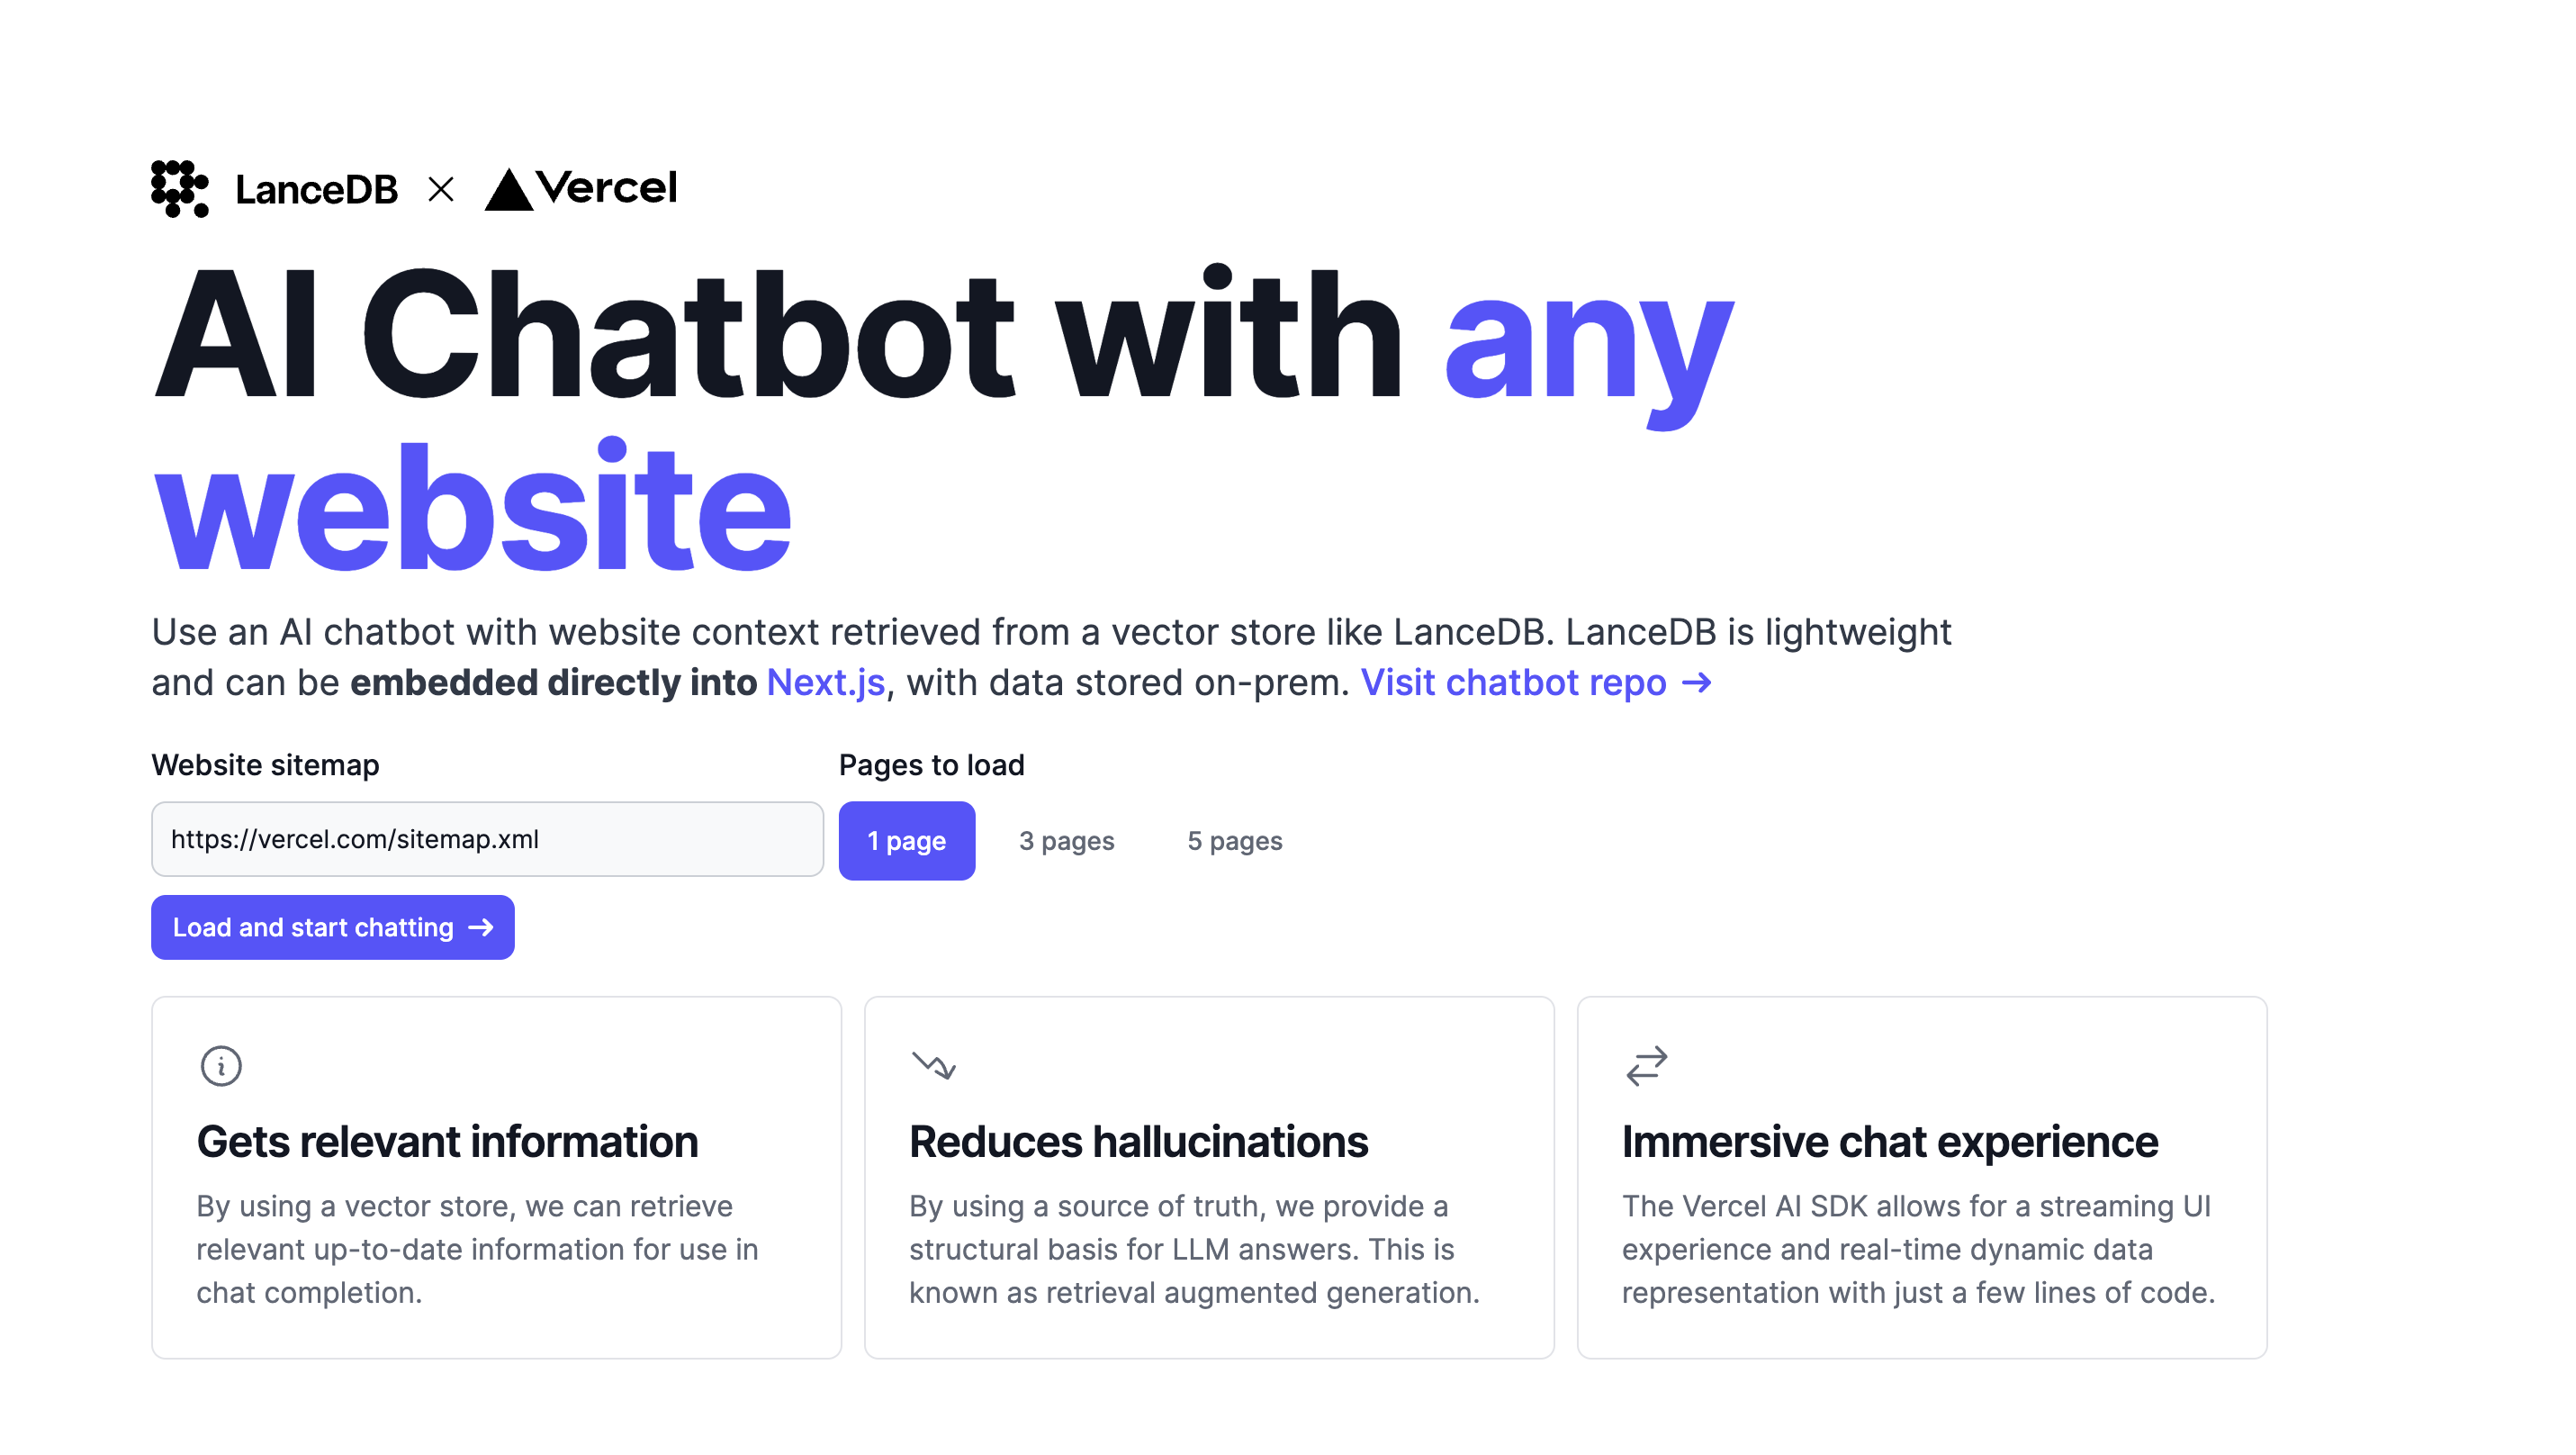 LanceDB × Vercel
AI Chatbot with any
website
Use an AI chatbot with website context retrieved from a vector store like LanceDB. LanceDB is lightweight
and can be embedded directly into Next.js, with data stored on-prem. Visit chatbot repo →
Website sitemap
Pages to load
https://vercel.com/sitemap.xml
1 page
3 pages
5 pages
Load and start chatting →
Gets relevant information
By using a vector store, we can retrieve
relevant up-to-date information for use in
chat completion.
Reduces hallucinations
By using a source of truth, we provide a
structural basis for LLM answers. This is
known as retrieval augmented generation.
Immersive chat experience
The Vercel AI SDK allows for a streaming UI
experience and real-time dynamic data
representation with just a few lines of code.